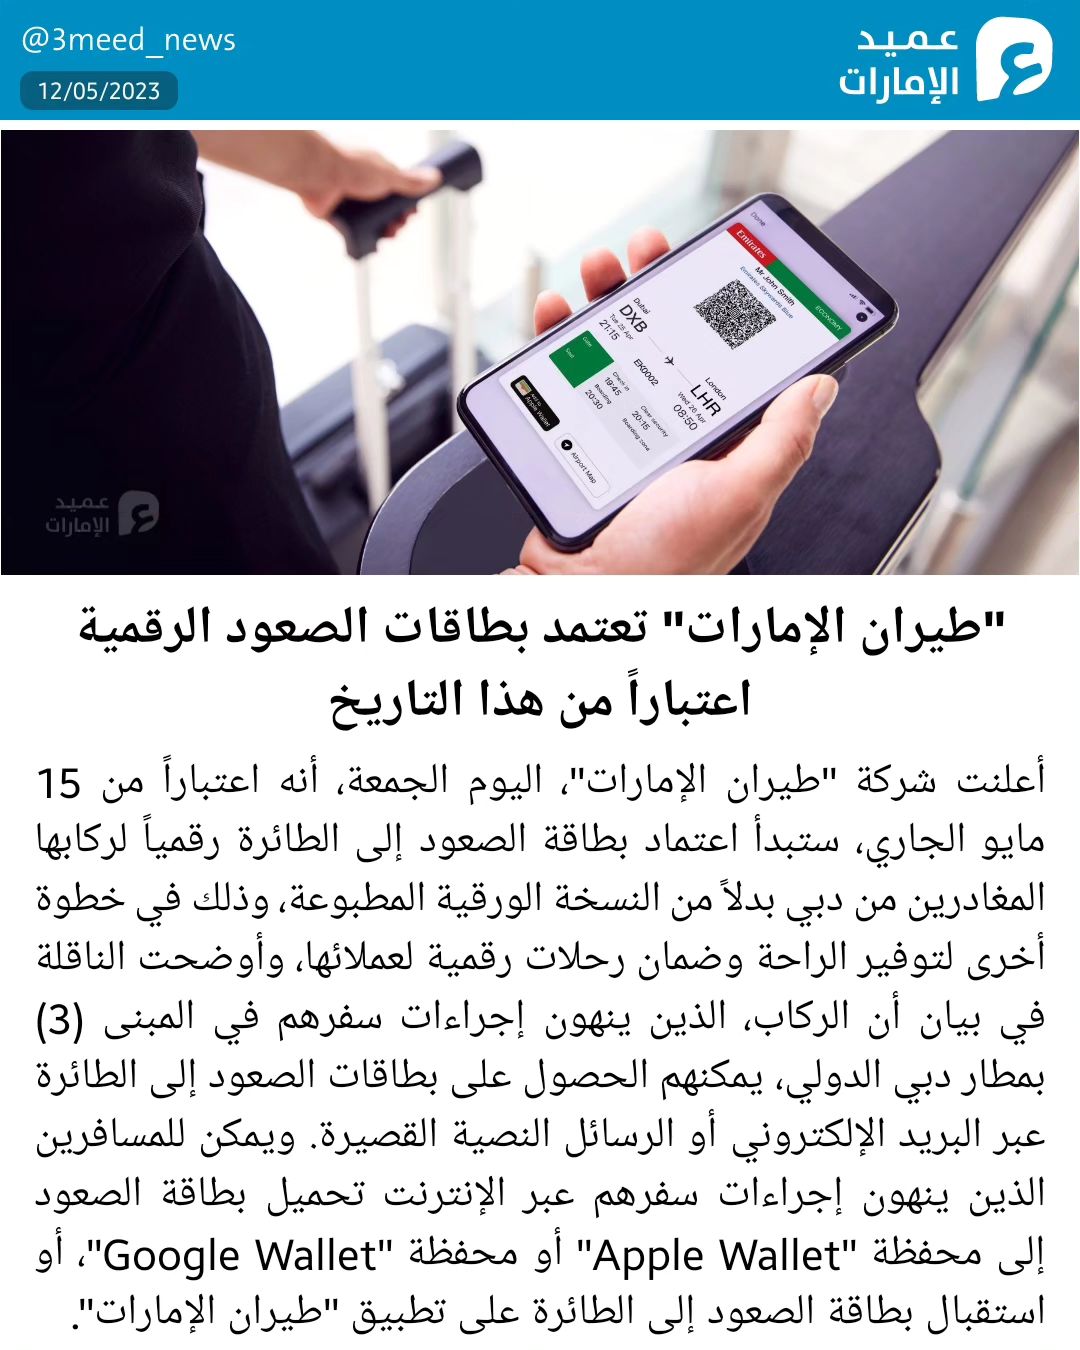 @3meed_news
12/05/2023
عميد
الإمارات
Done
Emirates
ECONOMY
Mr John Smith
Emirates Skywards Blue
Dubai
DXB
Tue 25 Apr
21:15
EK0002
London
LHR
Wed 26 Apr
08:50
Gate
Seat
Check in
19:45
Clear security
20:15
Boarding
20:30
Boarding zone
Add to
Apple Wallet
Airport Map
عميد
الإمارات
"طيران الإمارات" تعتمد بطاقات الصعود الرقمية
اعتباراً من هذا التاريخ
أعلنت شركة "طيران الإمارات"، اليوم الجمعة، أنه اعتباراً من 15
مايو الجاري، ستبدأ اعتماد بطاقة الصعود إلى الطائرة رقمياً لركابها
المغادرين من دبي بدلاً من النسخة الورقية المطبوعة، وذلك في خطوة
أخرى لتوفير الراحة وضمان رحلات رقمية لعملائها، وأوضحت الناقلة
في بيان أن الركاب، الذين ينهون إجراءات سفرهم في المبنى (3)
بمطار دبي الدولي، يمكنهم الحصول على بطاقات الصعود إلى الطائرة
عبر البريد الإلكتروني أو الرسائل النصية القصيرة. ويمكن للمسافرين
الذين ينهون إجراءات سفرهم عبر الإنترنت تحميل بطاقة الصعود
إلى محفظة "Apple Wallet" أو محفظة "Google Wallet"، أو
استقبال بطاقة الصعود إلى الطائرة على تطبيق "طيران الإمارات".